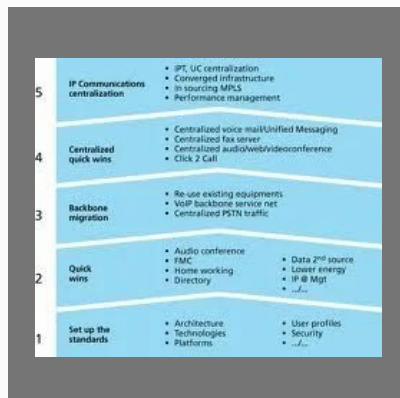 5
IP Communications
centralization
• IPT, UC centralization
• Converged infrastructure
• In sourcing MPLS
• Performance management
4
Centralized
quick wins
• Centralized voice mail/Unified Messaging
• Centralized fax server
• Centralized audio/web/videoconference
• Click 2 Call
3
Backbone
migration
• Re-use existing equipments
• VoIP backbone service net
• Centralized PSTN traffic
2
Quick
wins
• Audio conference
• FMC
• Home working
• Directory
• Data 2nd source
• Lower energy
• IP @ Mgt
• .../...
1
Set up the
standards
• Architecture
• Technologies
• Platforms
• User profiles
• Security
• .../...